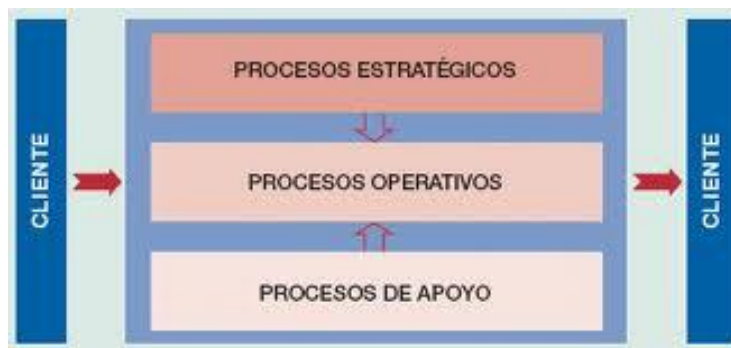 CLIENTE
PROCESOS ESTRATÉGICOS
PROCESOS OPERATIVOS
PROCESOS DE APOYO
CLIENTE